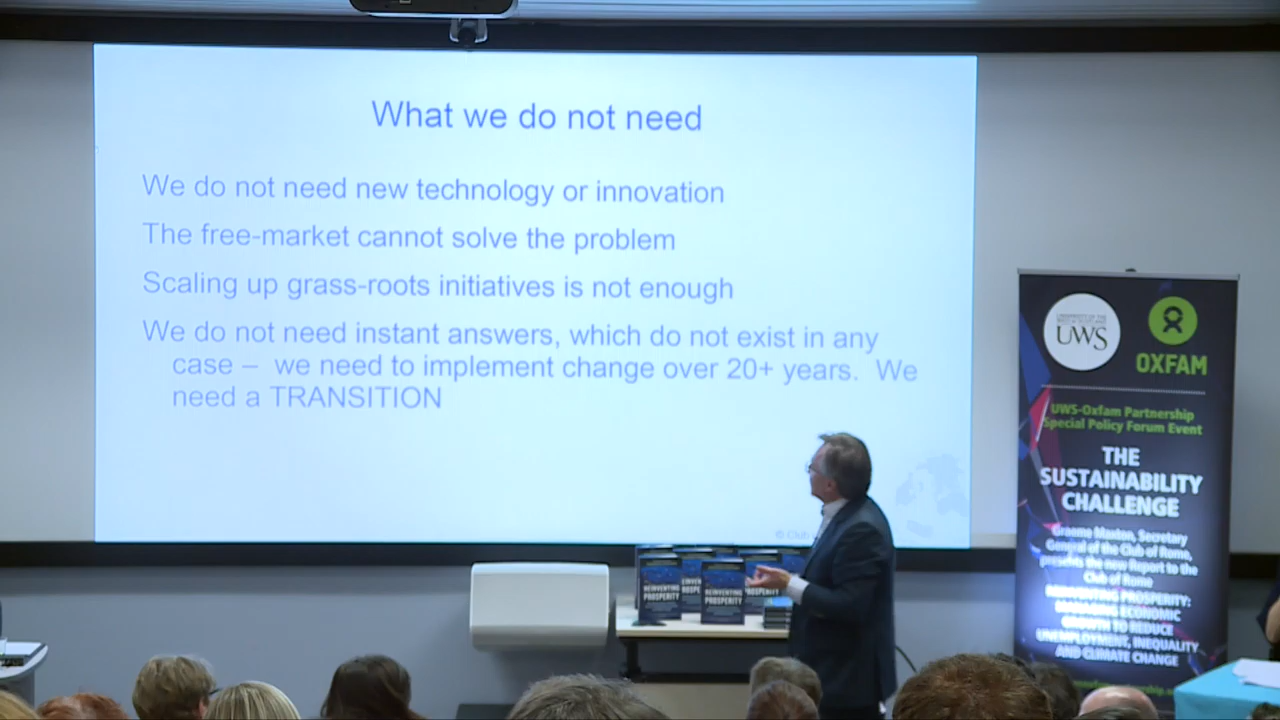 What we do not need
We do not need new technology or innovation
The free-market cannot solve the problem
Scaling up grass-roots initiatives is not enough
We do not need instant answers, which do not exist in any
case – we need to implement change over 20+ years. We
need a TRANSITION
© Club
REINVENTING
PROSPERITY
REINVENTING
PROSPERITY
UWS
OXFAM
UWS-Oxfam Partnership
Special Policy Forum Event
THE
SUSTAINABILITY
CHALLENGE
Graeme Maxton, Secretary
General of the Club of Rome,
presents the new Report to the
Club of Rome
REINVENTING PROSPERITY:
MANAGING ECONOMIC
GROWTH TO REDUCE
UNEMPLOYMENT, INEQUALITY
AND CLIMATE CHANGE